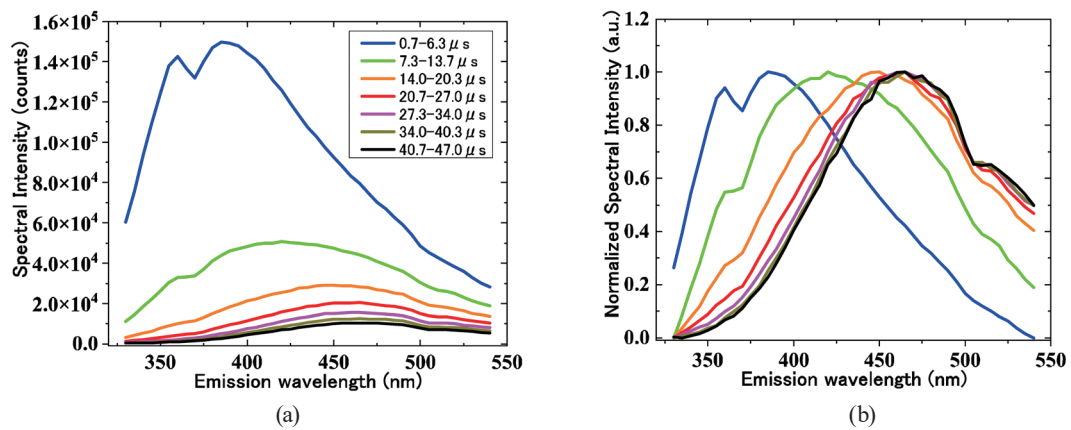 Spectral Intensity (counts)
1.6×10⁵
1.4×10⁵
1.2×10⁵
1.0×10⁵
8.0×10⁴
6.0×10⁴
4.0×10⁴
2.0×10⁴
0.0
0.7-6.3 μs
7.3-13.7 μs
14.0-20.3 μs
20.7-27.0 μs
27.3-34.0 μs
34.0-40.3 μs
40.7-47.0 μs
350 400 450 500 550
Emission wavelength (nm)
(a)
Normalized Spectral Intensity (a.u.)
1.2
1.0
0.8
0.6
0.4
0.2
0.0
350 400 450 500 550
Emission wavelength (nm)
(b)